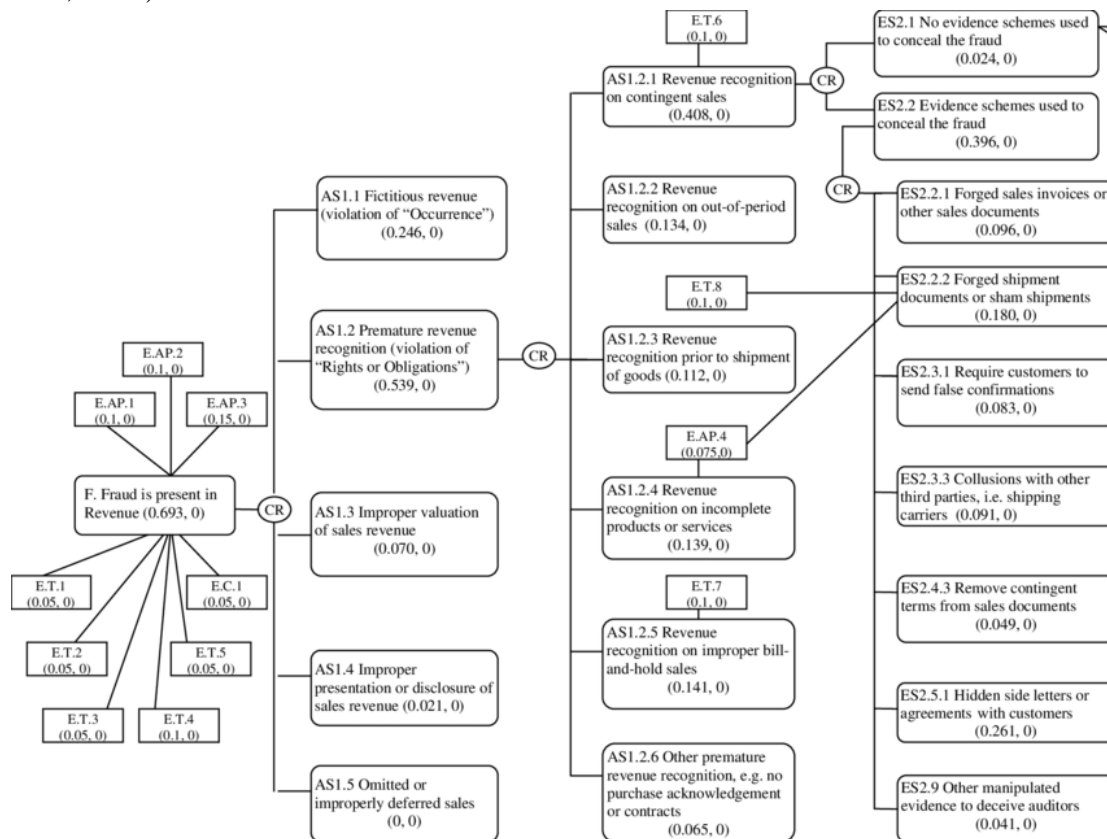 E.T.6
(0.1, 0)
AS1.2.1 Revenue recognition
on contingent sales
(0.408, 0)
CR
ES2.1 No evidence schemes used
to conceal the fraud
(0.024, 0)
ES2.2 Evidence schemes used to
conceal the fraud
(0.396, 0)
CR
AS1.1 Fictitious revenue
(violation of “Occurrence”)
(0.246, 0)
AS1.2.2 Revenue
recognition on out-of-period
sales (0.134, 0)
ES2.2.1 Forged sales invoices or
other sales documents
(0.096, 0)
E.T.8
(0.1, 0)
ES2.2.2 Forged shipment
documents or sham shipments
(0.180, 0)
AS1.2 Premature revenue
recognition (violation of
“Rights or Obligations”)
(0.539, 0)
CR
AS1.2.3 Revenue
recognition prior to shipment
of goods (0.112, 0)
ES2.3.1 Require customers to
send false confirmations
(0.083, 0)
E.AP.2
(0.1, 0)
E.AP.1
(0.1, 0)
E.AP.3
(0.15, 0)
E.AP.4
(0.075,0)
F. Fraud is present in
Revenue (0.693, 0)
CR
AS1.3 Improper valuation
of sales revenue
(0.070, 0)
AS1.2.4 Revenue
recognition on incomplete
products or services
(0.139, 0)
ES2.3.3 Collusions with other
third parties, i.e. shipping
carriers (0.091, 0)
E.T.1
(0.05, 0)
E.C.1
(0.05, 0)
E.T.7
(0.1, 0)
ES2.4.3 Remove contingent
terms from sales documents
(0.049, 0)
E.T.2
(0.05, 0)
E.T.5
(0.05, 0)
AS1.4 Improper
presentation or disclosure of
sales revenue (0.021, 0)
AS1.2.5 Revenue
recognition on improper bill-
and-hold sales
(0.141, 0)
ES2.5.1 Hidden side letters or
agreements with customers
(0.261, 0)
E.T.3
(0.05, 0)
E.T.4
(0.1, 0)
AS1.5 Omitted or
improperly deferred sales
(0, 0)
AS1.2.6 Other premature
revenue recognition, e.g. no
purchase acknowledgement
or contracts
(0.065, 0)
ES2.9 Other manipulated
evidence to deceive auditors
(0.041, 0)